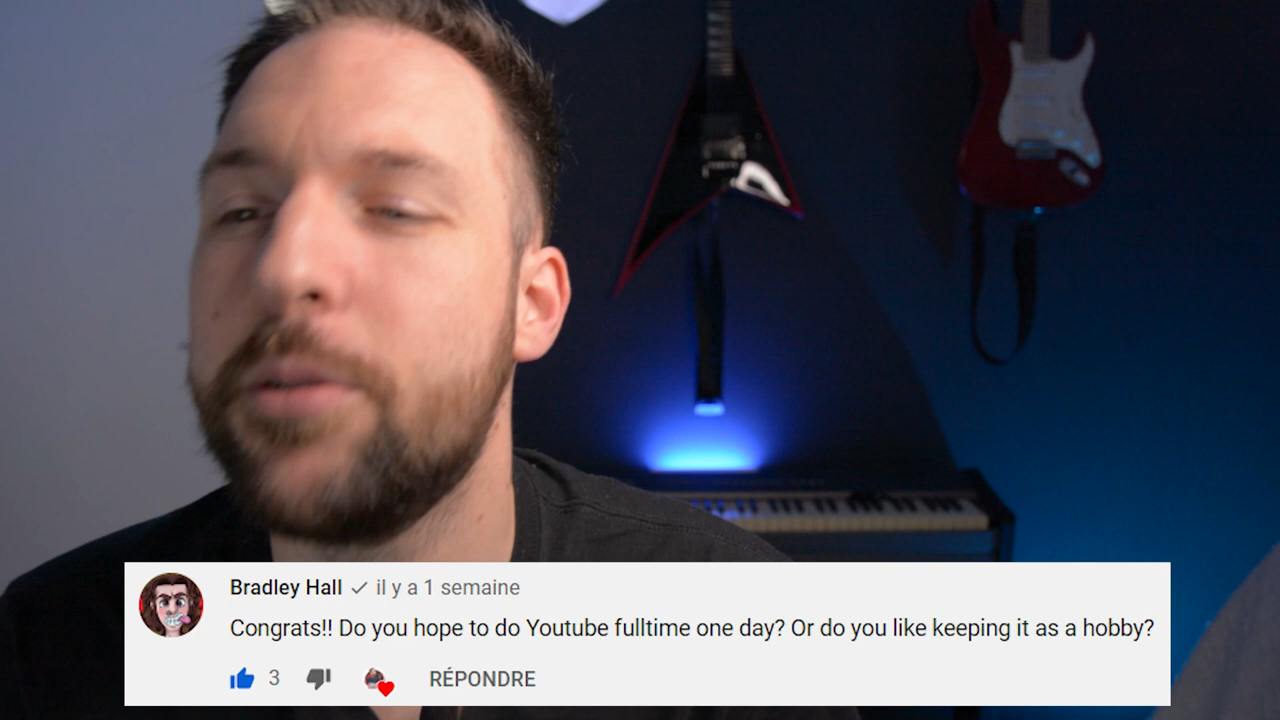 Bradley Hall il y a 1 semaine
Congrats!! Do you hope to do Youtube fulltime one day? Or do you like keeping it as a hobby?
3 RÉPONDRE